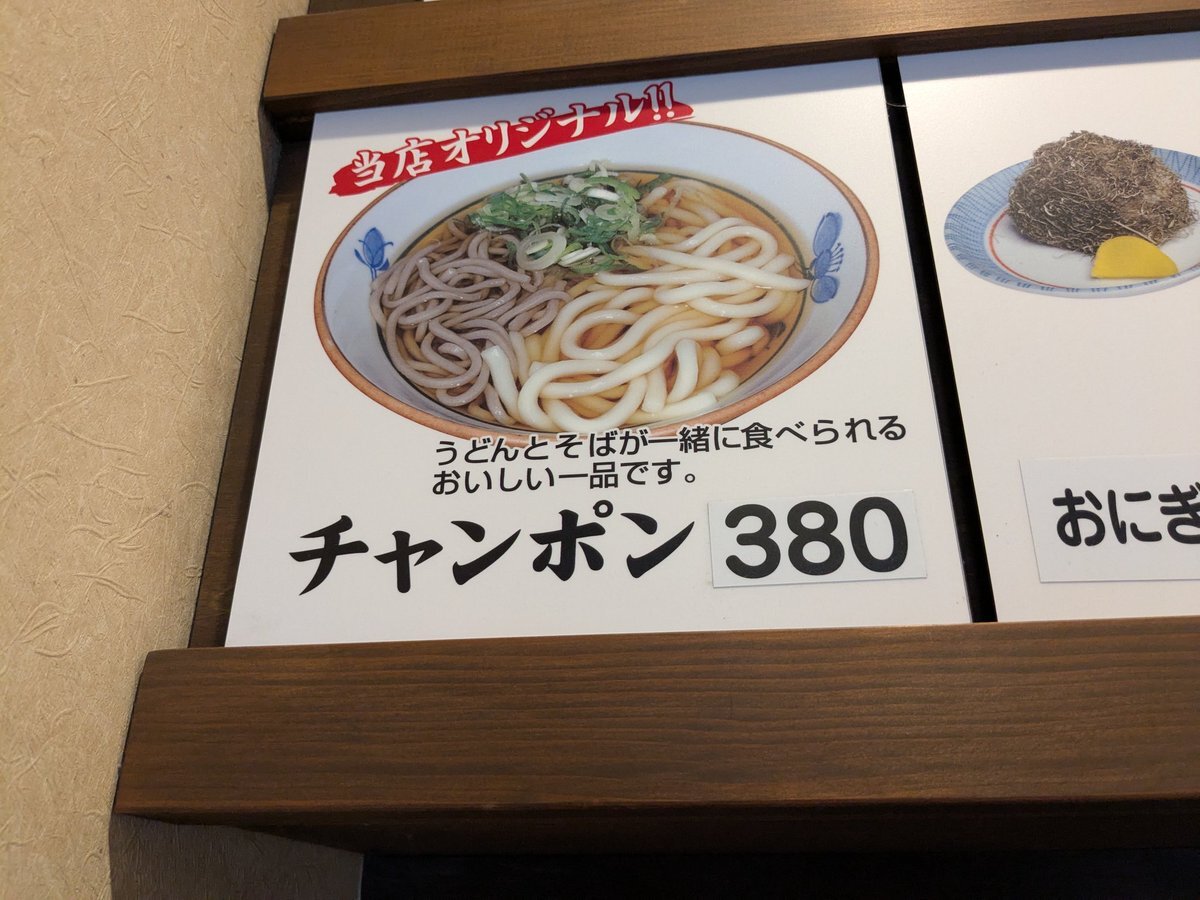 当店オリジナル!!
うどんとそばが一緒に食べられる
おいしい一品です。
チャンポン 380
おにぎ